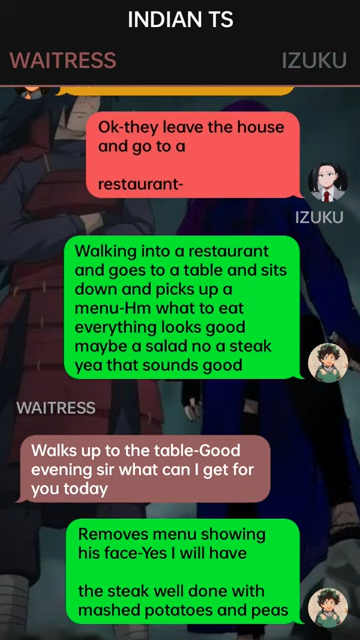 INDIAN TS
WAITRESS
IZUKU
Ok-they leave the house
and go to a
restaurant-
IZUKU
Walking into a restaurant
and goes to a table and sits
down and picks up a
menu-Hm what to eat
everything looks good
maybe a salad no a steak
yea that sounds good
WAITRESS
Walks up to the table-Good
evening sir what can I get for
you today
Removes menu showing
his face-Yes I will have
the steak well done with
mashed potatoes and peas